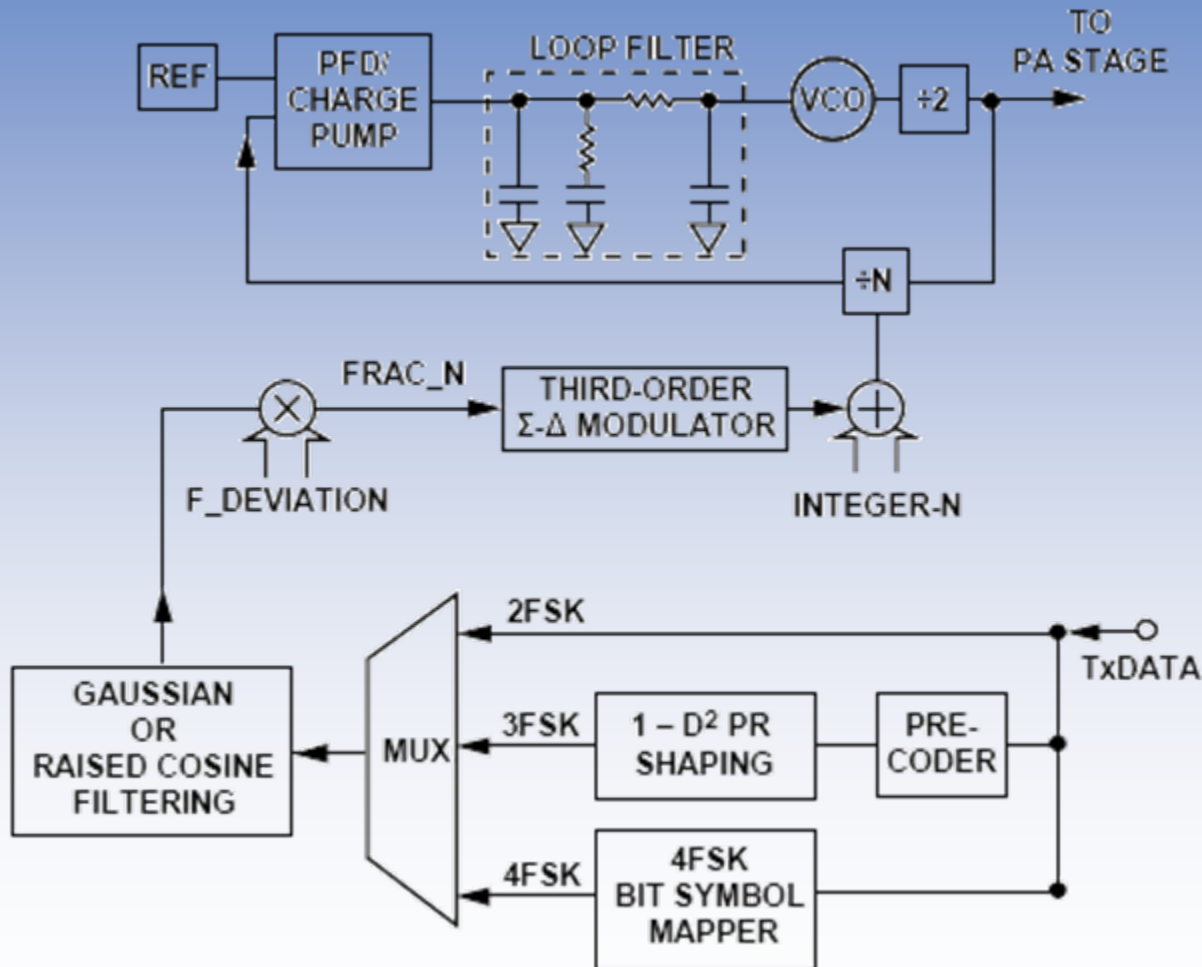 TO
PA STAGE
LOOP FILTER
REF
PFD/
CHARGE
PUMP
VCO
÷2
÷N
FRAC_N
THIRD-ORDER
Σ-Δ MODULATOR
F_DEVIATION
INTEGER-N
2FSK
TxDATA
GAUSSIAN
OR
RAISED COSINE
FILTERING
MUX
3FSK
1 – D² PR
SHAPING
PRE-
CODER
4FSK
4FSK
BIT SYMBOL
MAPPER